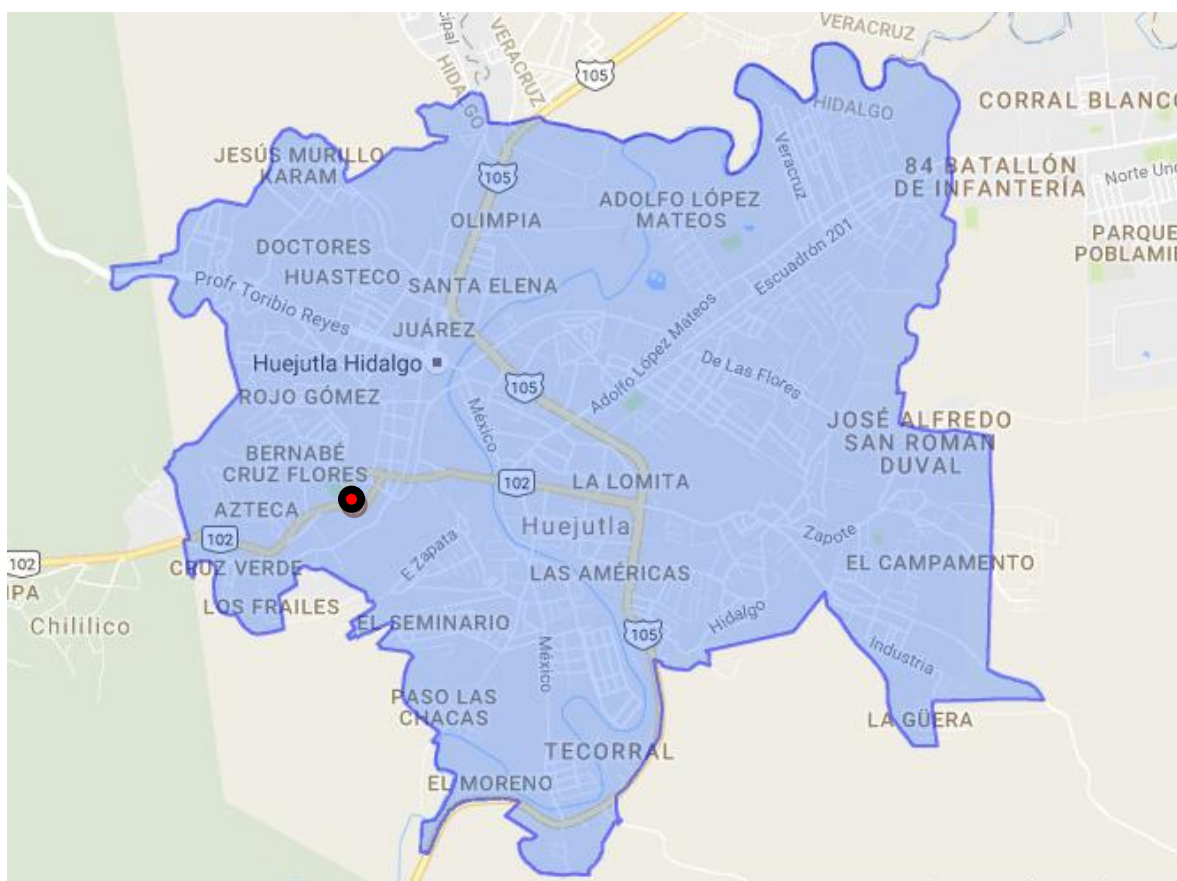 VERACRUZ
cipal
HIDALGO
VERACRUZ
105
HIDALGO
CORRAL BLANCO
JESÚS MURILLO
KARAM
105
Veracruz
84 BATALLÓN
DE INFANTERÍA
Norte Uno
OLIMPIA
ADOLFO LÓPEZ
MATEOS
DOCTORES
HUASTECO
Profr Toribio Reyes
SANTA ELENA
Escuadrón 201
PARQUE
POBLAMIE
JUÁREZ
Huejutla Hidalgo
105
Adolfo López Mateos
De Las Flores
ROJO GÓMEZ
México
JOSÉ ALFREDO
SAN ROMÁN
DUVAL
BERNABÉ
CRUZ FLORES
102
LA LOMITA
AZTECA
Huejutla
Zapote
102
102
CRUZ VERDE
E Zapata
LAS AMÉRICAS
EL CAMPAMENTO
IPA
LOS FRAILES
Chililico
EL SEMINARIO
105
Hidalgo
México
Industria
PASO LAS
CHACAS
LA GÜERA
TECORRAL
EL MORENO